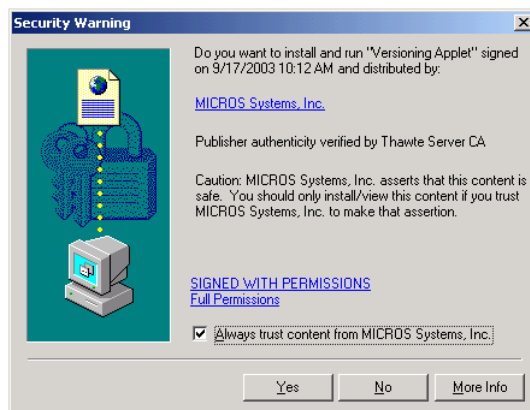 Security Warning
Do you want to install and run "Versioning Applet" signed
on 9/17/2003 10:12 AM and distributed by:
MICROS Systems, Inc.
Publisher authenticity verified by Thawte Server CA
Caution: MICROS Systems, Inc. asserts that this content is
safe. You should only install/view this content if you trust
MICROS Systems, Inc. to make that assertion.
SIGNED WITH PERMISSIONS
Full Permissions
Always trust content from MICROS Systems, Inc.
Yes No More Info